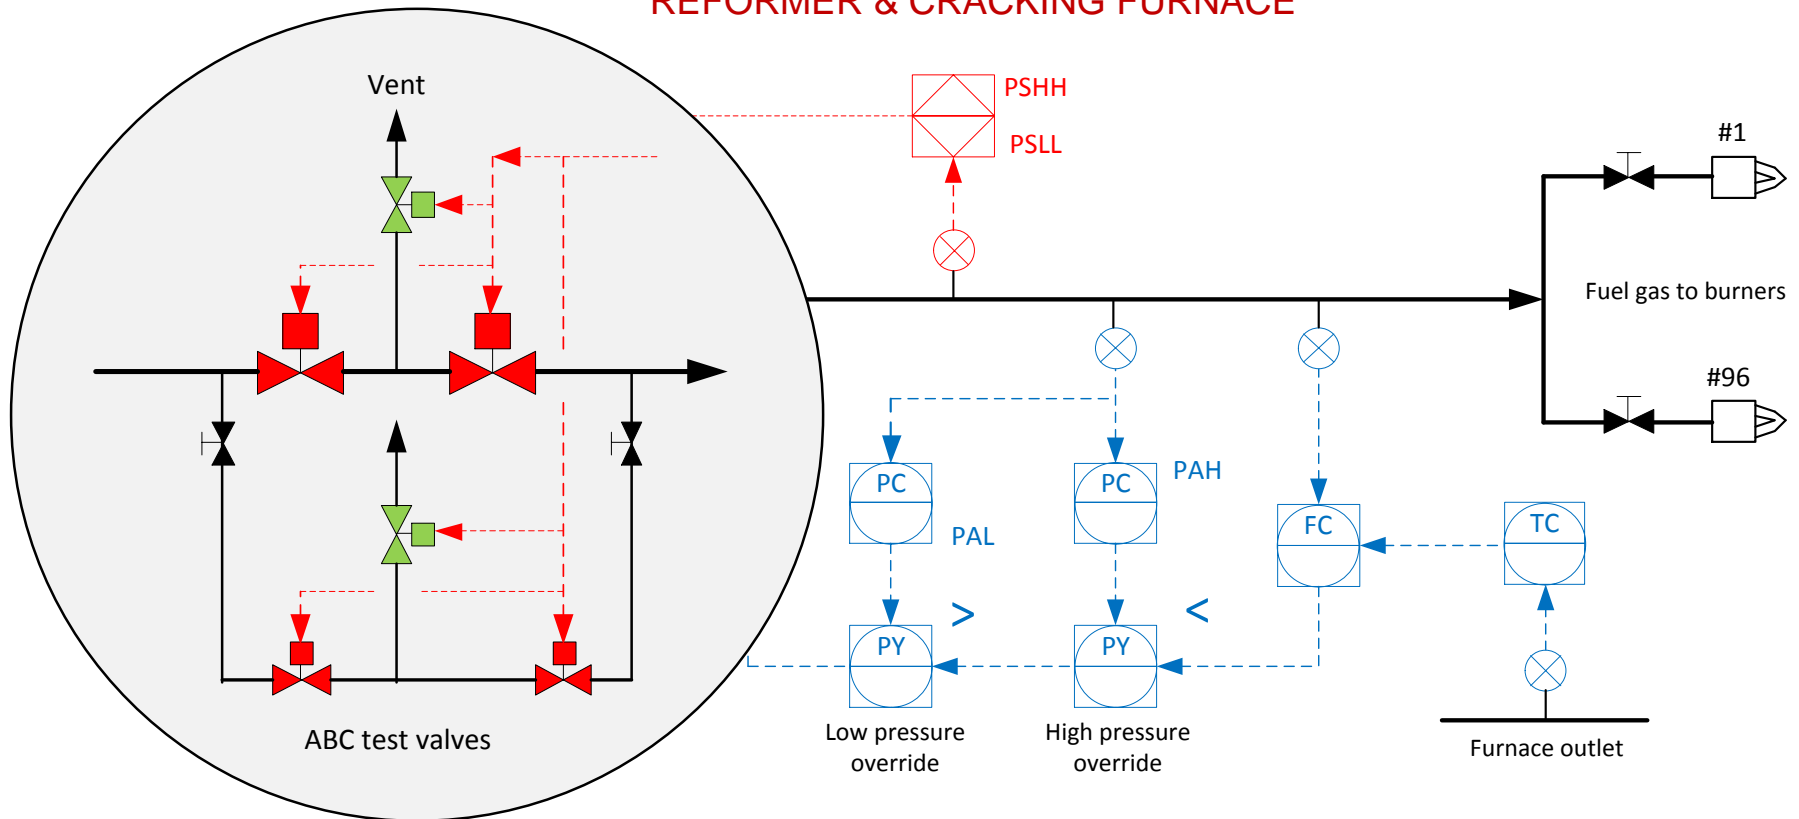 REFORMER & CRACKING FURNACE
Vent
PSHH
PSLL
#1
Fuel gas to burners
#96
PC
PC
PAH
PAL
FC
TC
>
<
PY
PY
Low pressure
override
High pressure
override
Furnace outlet
ABC test valves